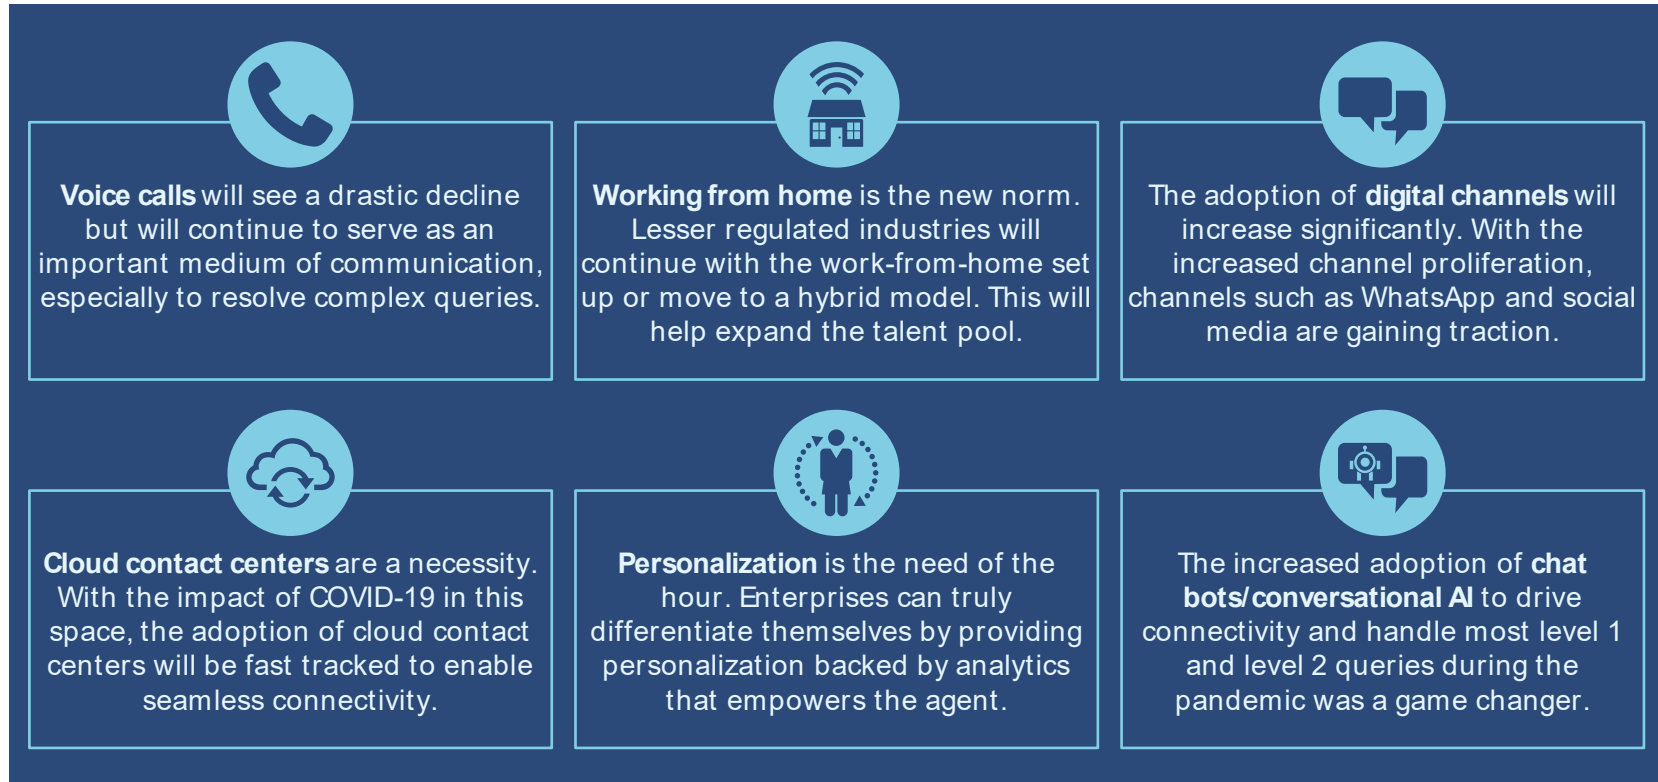 Voice calls will see a drastic decline
but will continue to serve as an
important medium of communication,
especially to resolve complex queries.
Working from home is the new norm.
Lesser regulated industries will
continue with the work-from-home set
up or move to a hybrid model. This will
help expand the talent pool.
The adoption of digital channels will
increase significantly. With the
increased channel proliferation,
channels such as WhatsApp and social
media are gaining traction.
Cloud contact centers are a necessity.
With the impact of COVID-19 in this
space, the adoption of cloud contact
centers will be fast tracked to enable
seamless connectivity.
Personalization is the need of the
hour. Enterprises can truly
differentiate themselves by providing
personalization backed by analytics
that empowers the agent.
The increased adoption of chat
bots/conversational AI to drive
connectivity and handle most level 1
and level 2 queries during the
pandemic was a game changer.